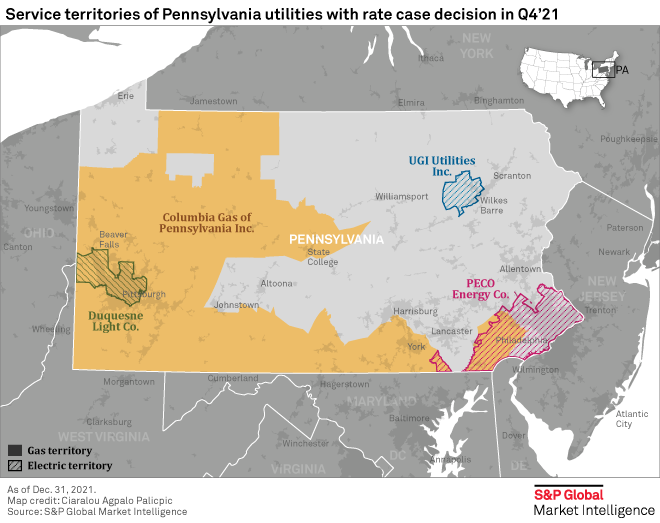 Service territories of Pennsylvania utilities with rate case decision in Q4'21
NEW
YORK
Ithaca
PA
Erie
Jamestown
Elmira
Binghamton
Poughkeepsie
UGI Utilities
Inc.
Scranton
Williamsport
Wilkes
Barre
Youngstown
OHIO
Canton
Beaver
Falls
Columbia Gas of
Pennsylvania Inc.
PENNSYLVANIA
State
College
Paterson
Newark
Allentown
NEW
JERSEY
Trenton
PECO
Energy Co.
Altoona
Pittsburgh
Johnstown
Harrisburg
Duquesne
Light Co.
Lancaster
Philadelphia
York
Wheeling
Wilmington
Morgantown
Cumberland
Hagerstown
MARYLAND
Baltimore
Atlantic
City
Clarksburg
WEST VIRGINIA
Winchester
VIRGINIA
DC
Annapolis
Dover
DE
Gas territory
Electric territory
As of Dec. 31, 2021.
Map credit: Ciaralou Agpalo Palicpic
Source: S&P Global Market Intelligence
S&P Global
Market Intelligence